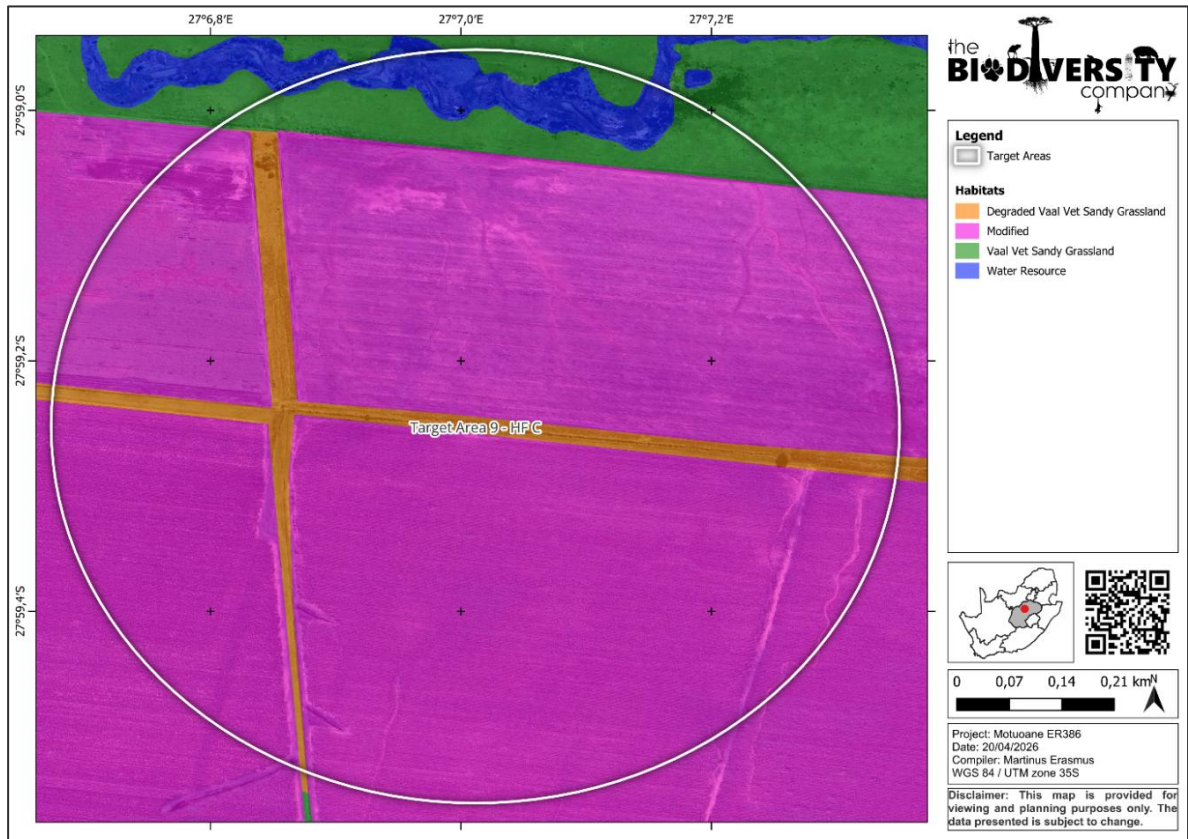 27°6,8'E
27°7,0'E
27°7,2'E
27°59,0'S
27°59,2'S
27°59,4'S
Target Area 9 - HF C
the
BIODIVERSITY
company
Legend
Target Areas
Habitats
Degraded Vaal Vet Sandy Grassland
Modified
Vaal Vet Sandy Grassland
Water Resource
0 0,07 0,14 0,21 km
N
Project: Motuoane ER386
Date: 20/04/2026
Compiler: Martinus Erasmus
WGS 84 / UTM zone 35S
Disclaimer: This map is provided for
viewing and planning purposes only. The
data presented is subject to change.